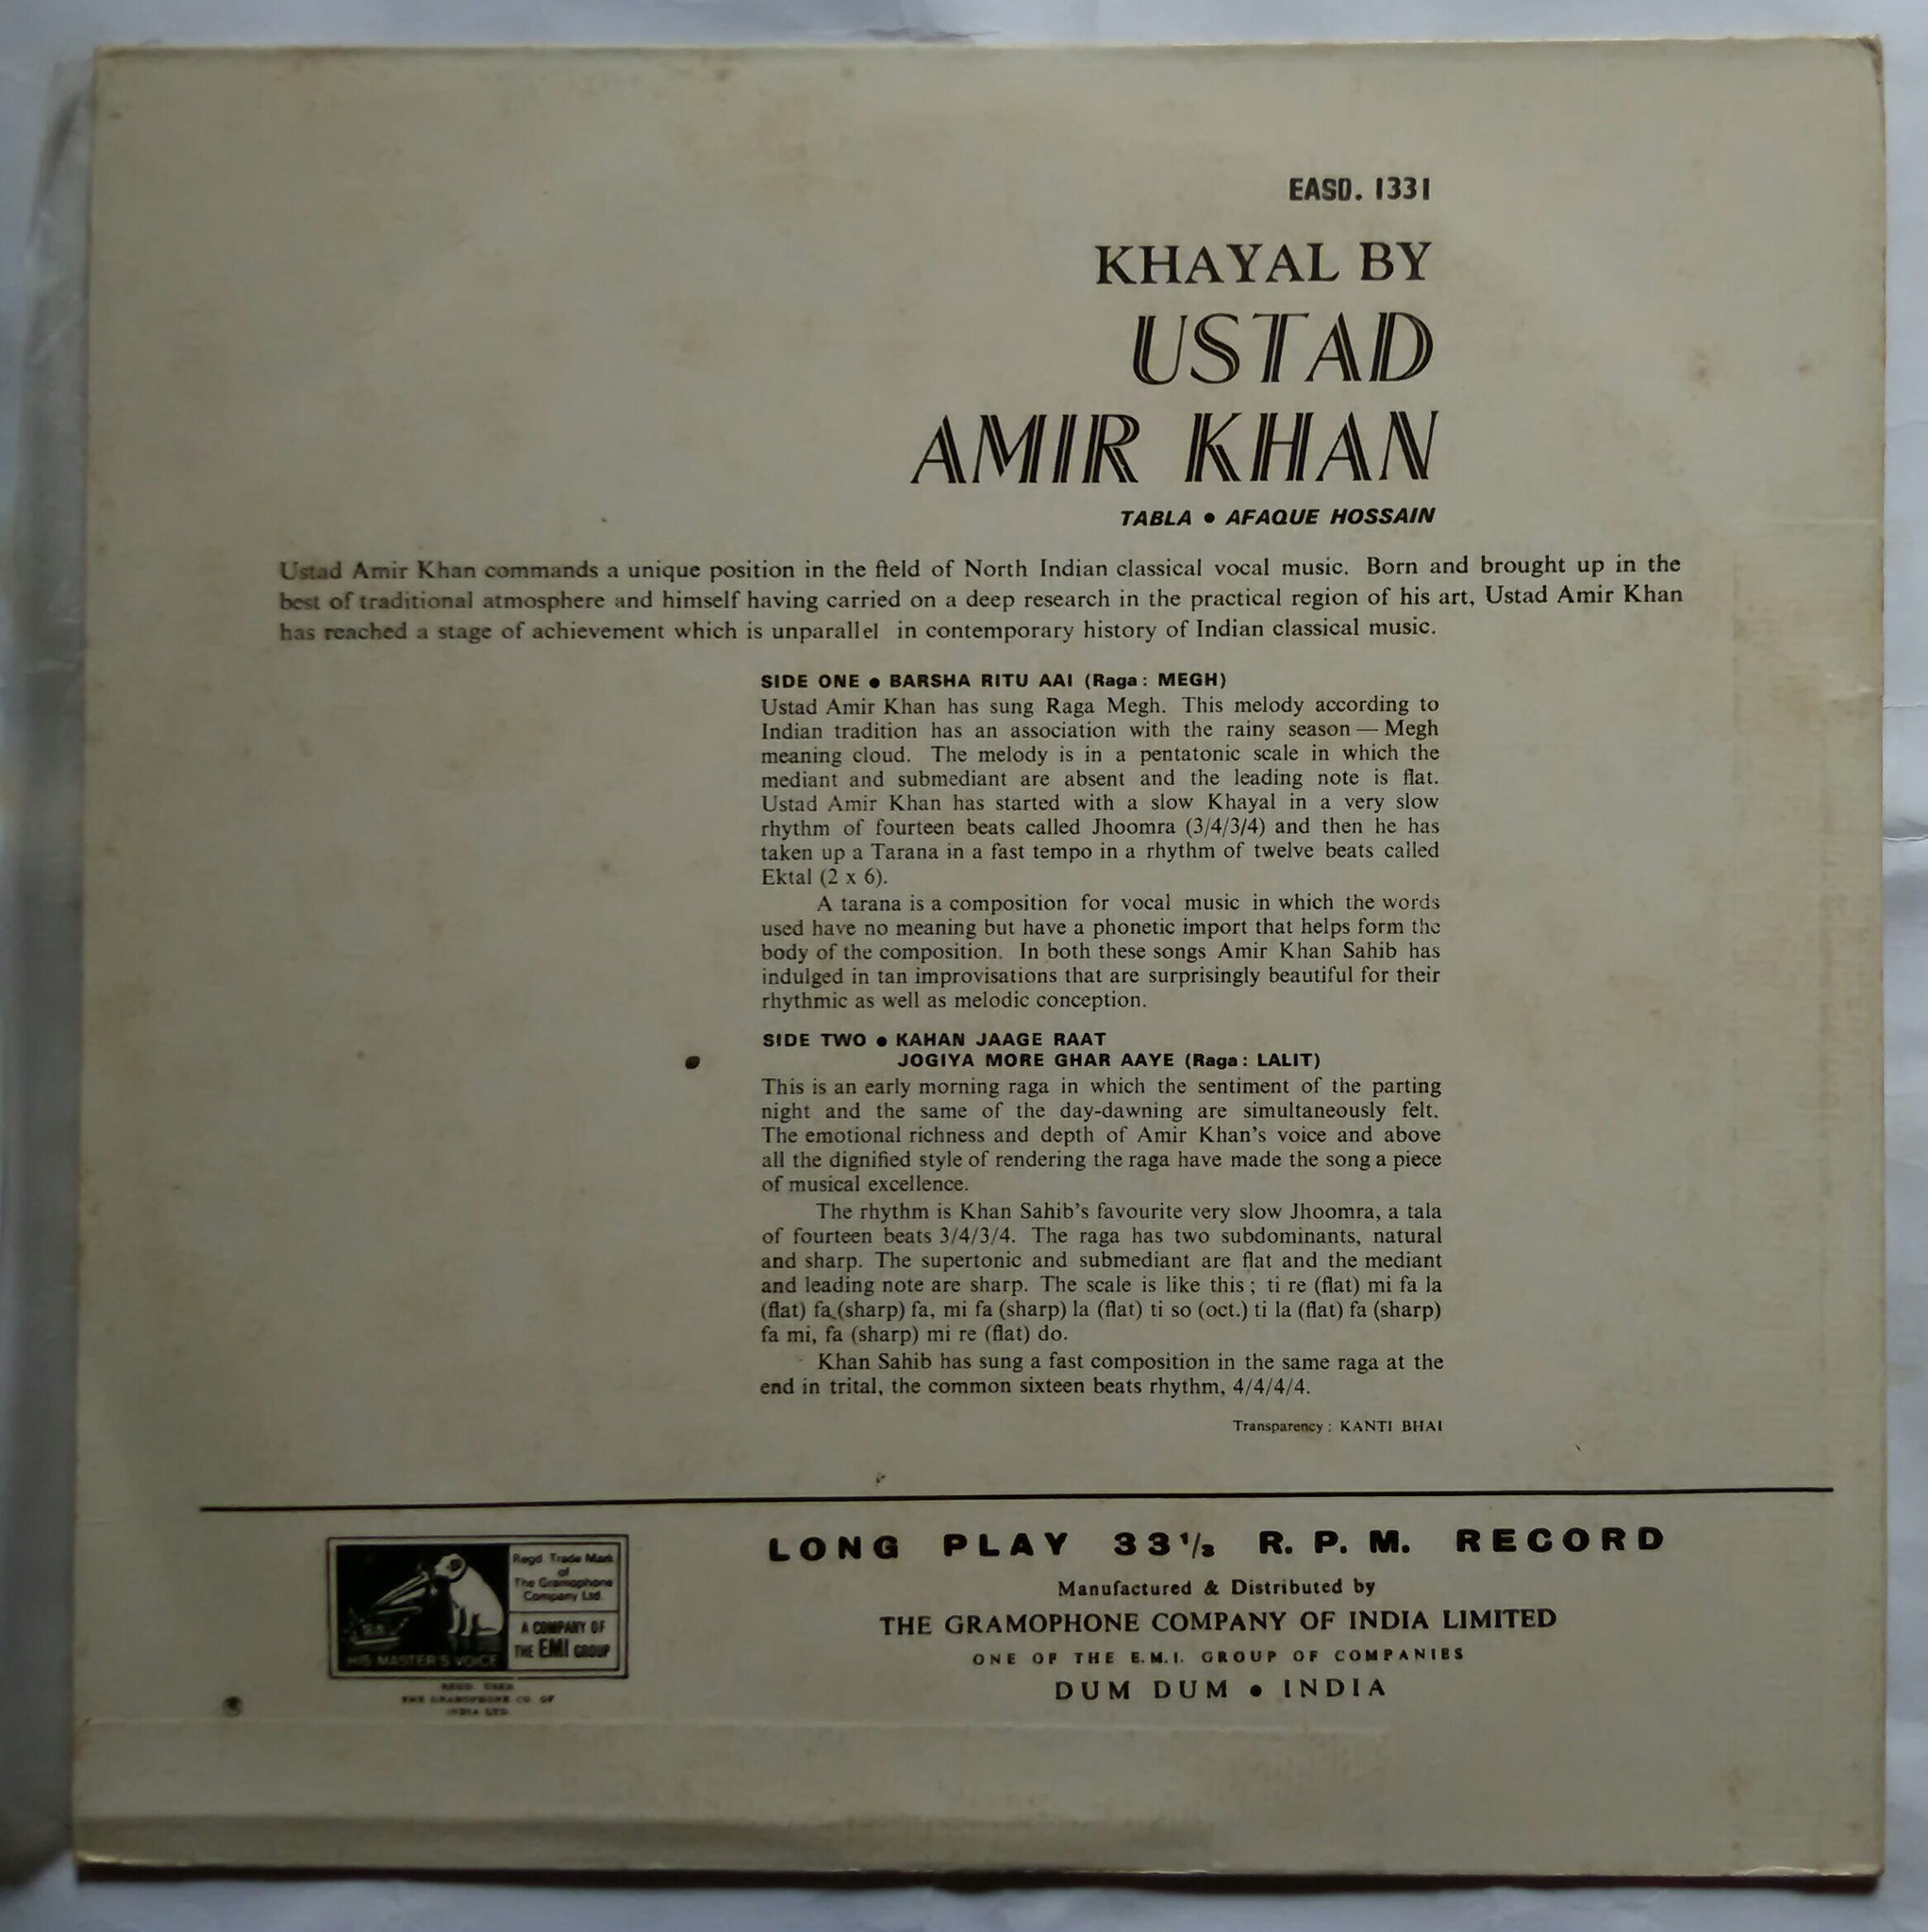 EASD. 1331
KHAYAL BY
USTAD
AMIR KHAN
TABLA • AFAQUE HOSSAIN
Ustad Amir Khan commands a unique position in the field of North Indian classical vocal music. Born and brought up in the
best of traditional atmosphere and himself having carried on a deep research in the practical region of his art, Ustad Amir Khan
has reached a stage of achievement which is unparallel in contemporary history of Indian classical music.
SIDE ONE • BARSHA RITU AAI (Raga : MEGH)
Ustad Amir Khan has sung Raga Megh. This melody according to
Indian tradition has an association with the rainy season — Megh
meaning cloud. The melody is in a pentatonic scale in which the
mediant and submediant are absent and the leading note is flat.
Ustad Amir Khan has started with a slow Khayal in a very slow
rhythm of fourteen beats called Jhoomra (3/4/3/4) and then he has
taken up a Tarana in a fast tempo in a rhythm of twelve beats called
Ektal (2 x 6).
A tarana is a composition for vocal music in which the words
used have no meaning but have a phonetic import that helps form the
body of the composition. In both these songs Amir Khan Sahib has
indulged in tan improvisations that are surprisingly beautiful for their
rhythmic as well as melodic conception.
SIDE TWO • KAHAN JAAGE RAAT
JOGIYA MORE GHAR AAYE (Raga : LALIT)
This is an early morning raga in which the sentiment of the parting
night and the same of the day-dawning are simultaneously felt.
The emotional richness and depth of Amir Khan's voice and above
all the dignified style of rendering the raga have made the song a piece
of musical excellence.
The rhythm is Khan Sahib's favourite very slow Jhoomra, a tala
of fourteen beats 3/4/3/4. The raga has two subdominants, natural
and sharp. The supertonic and submediant are flat and the mediant
and leading note are sharp. The scale is like this ; ti re (flat) mi fa la
(flat) fa (sharp) fa, mi fa (sharp) la (flat) ti so (oct.) ti la (flat) fa (sharp)
fa mi, fa (sharp) mi re (flat) do.
Khan Sahib has sung a fast composition in the same raga at the
end in trital, the common sixteen beats rhythm, 4/4/4/4.
Transparency : KANTI BHAI
LONG PLAY 33⅓ R. P. M. RECORD
Manufactured & Distributed by
THE GRAMOPHONE COMPANY OF INDIA LIMITED
ONE OF THE E.M.I. GROUP OF COMPANIES
DUM DUM • INDIA
Regd. Trade Mark
of
The Gramophone
Company Ltd.
A COMPANY OF
THE EMI GROUP
HIS MASTER'S VOICE
REGD USER
THE GRAMOPHONE CO. OF
INDIA LTD.